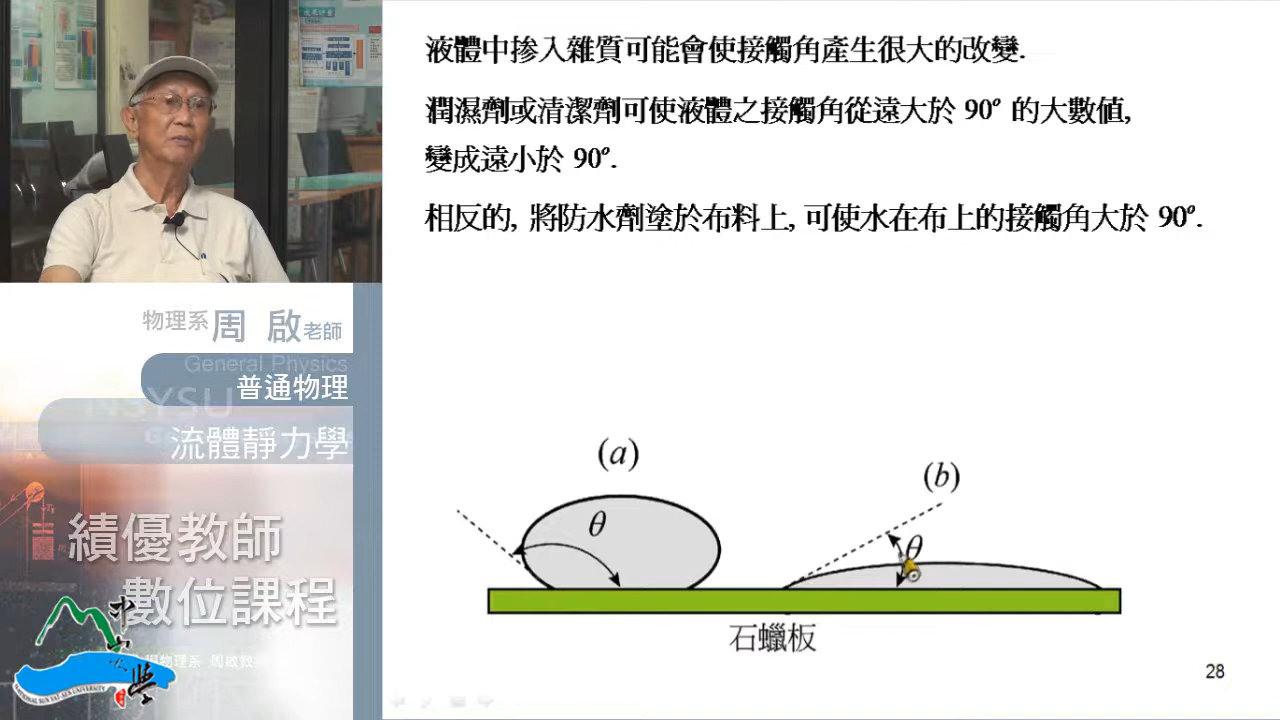 液體中掺入雜質可能會使接觸角產生很大的改變.
潤濕劑或清潔劑可使液體之接觸角從遠大於 90° 的大數值,
變成遠小於 90°.
相反的, 將防水劑塗於布料上, 可使水在布上的接觸角大於 90°.
物理系 周 啟 老師
General Physics
普通物理
NSYSU
流體靜力學
績優教師
數位課程
(a)
(b)
θ
θ
石蠟板
28